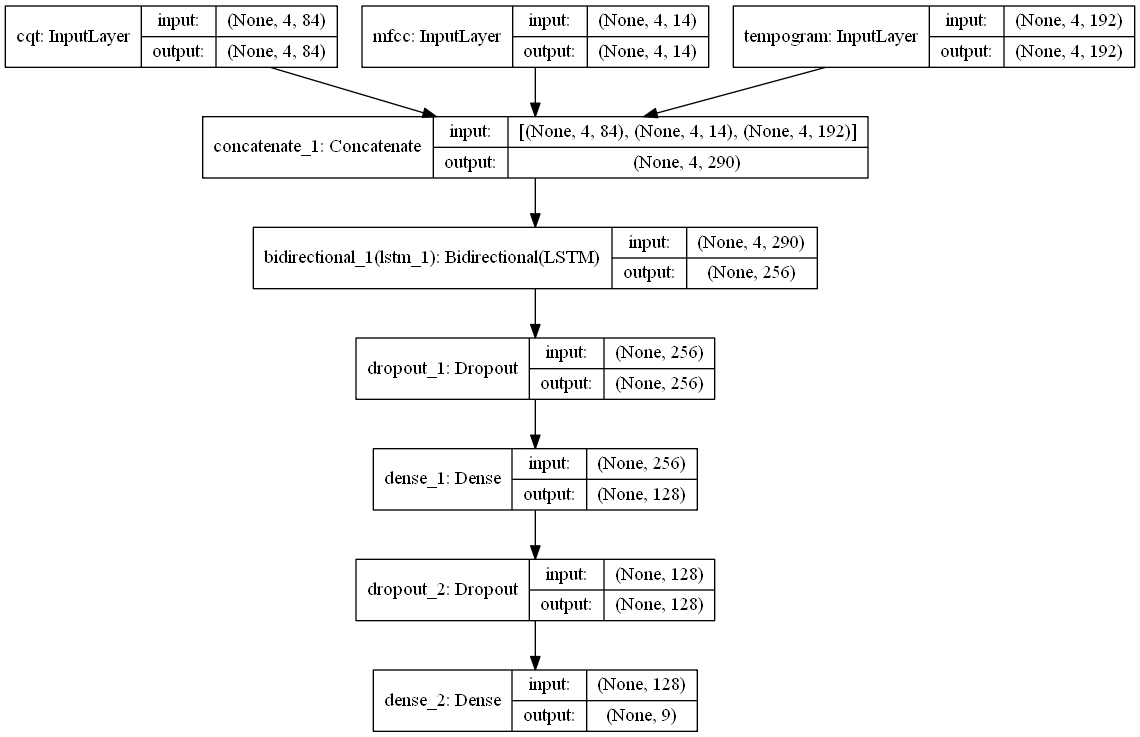 cqt: InputLayer
input: (None, 4, 84)
output: (None, 4, 84)
mfcc: InputLayer
input: (None, 4, 14)
output: (None, 4, 14)
tempogram: InputLayer
input: (None, 4, 192)
output: (None, 4, 192)
concatenate_1: Concatenate
input: [(None, 4, 84), (None, 4, 14), (None, 4, 192)]
output: (None, 4, 290)
bidirectional_1(lstm_1): Bidirectional(LSTM)
input: (None, 4, 290)
output: (None, 256)
dropout_1: Dropout
input: (None, 256)
output: (None, 256)
dense_1: Dense
input: (None, 256)
output: (None, 128)
dropout_2: Dropout
input: (None, 128)
output: (None, 128)
dense_2: Dense
input: (None, 128)
output: (None, 9)